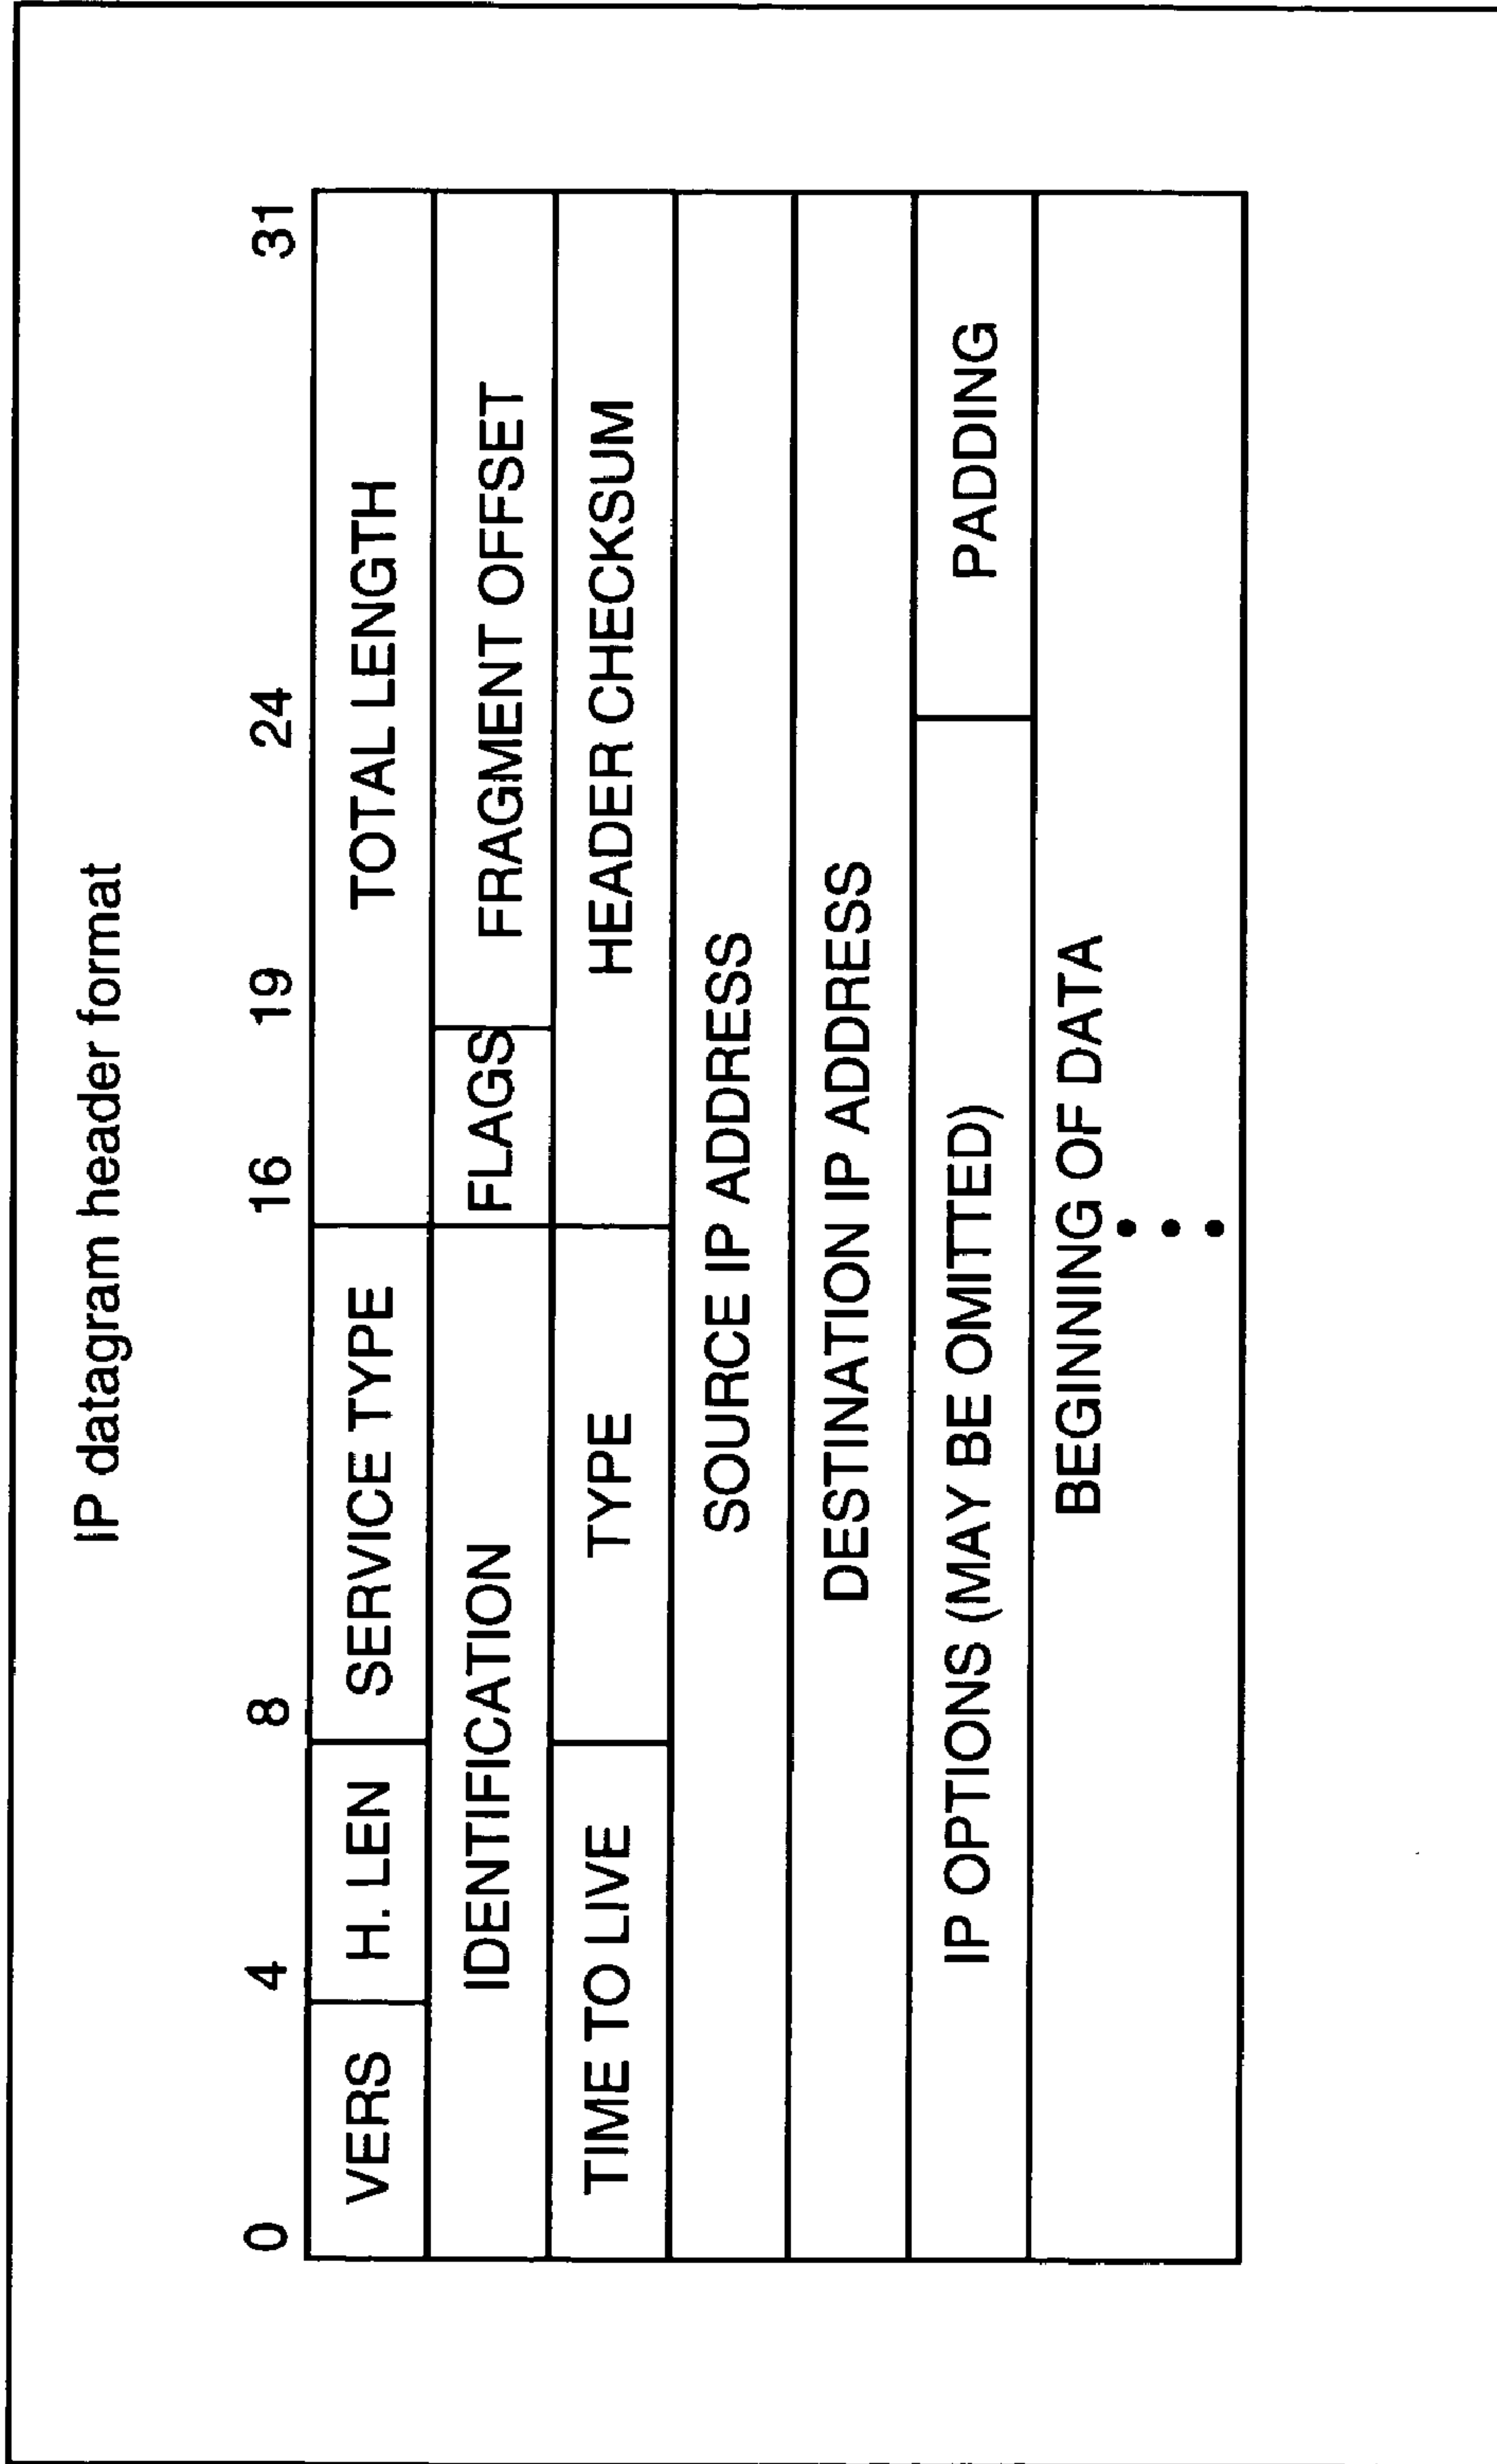 IP datagram header format
0 4 8 16 19 24 31
VERS H. LEN SERVICE TYPE TOTAL LENGTH
IDENTIFICATION FLAGS FRAGMENT OFFSET
TIME TO LIVE TYPE HEADER CHECKSUM
SOURCE IP ADDRESS
DESTINATION IP ADDRESS
IP OPTIONS (MAY BE OMITTED) PADDING
BEGINNING OF DATA